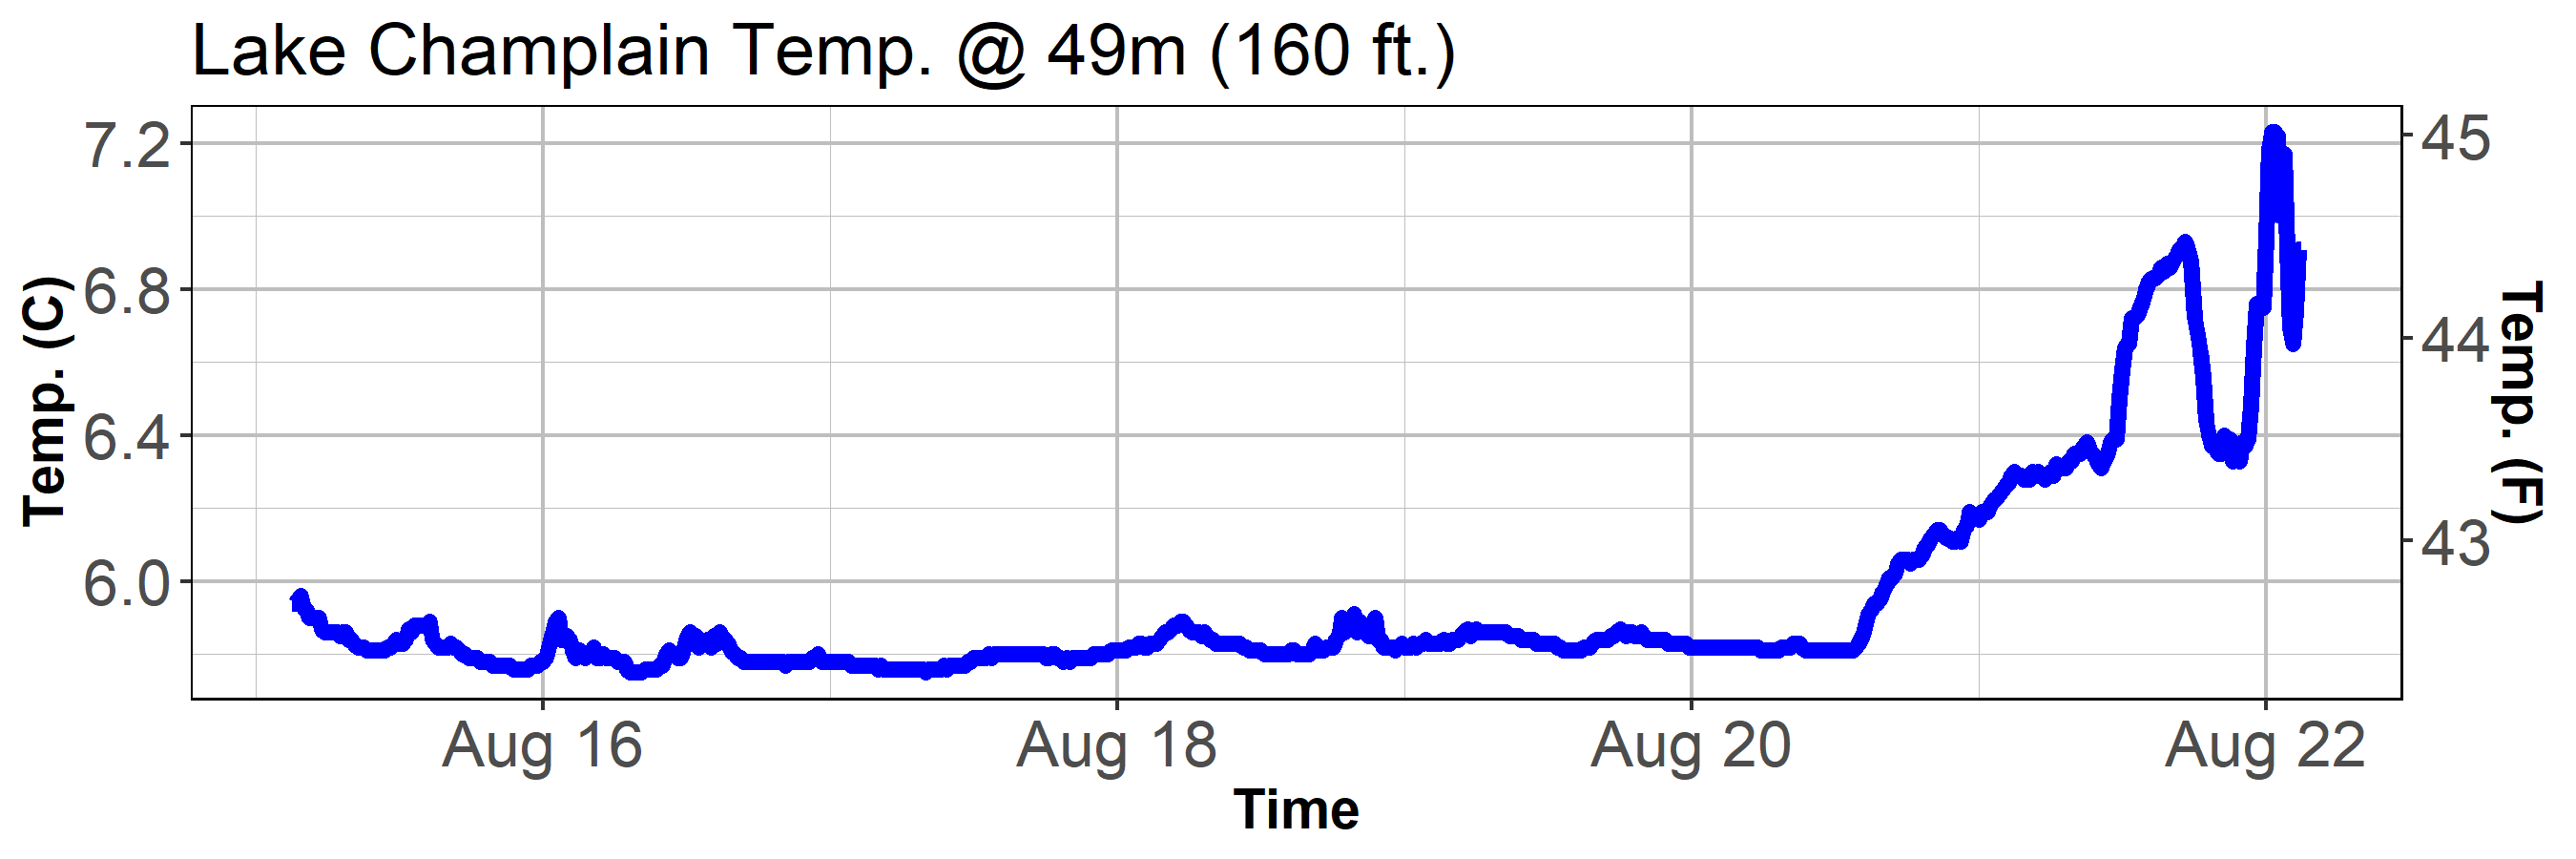 Lake Champlain Temp. @ 49m (160 ft.)
7.2
6.8
6.4
6.0
Temp. (C)
45
44
43
Temp. (F)
Aug 16
Aug 18
Aug 20
Aug 22
Time